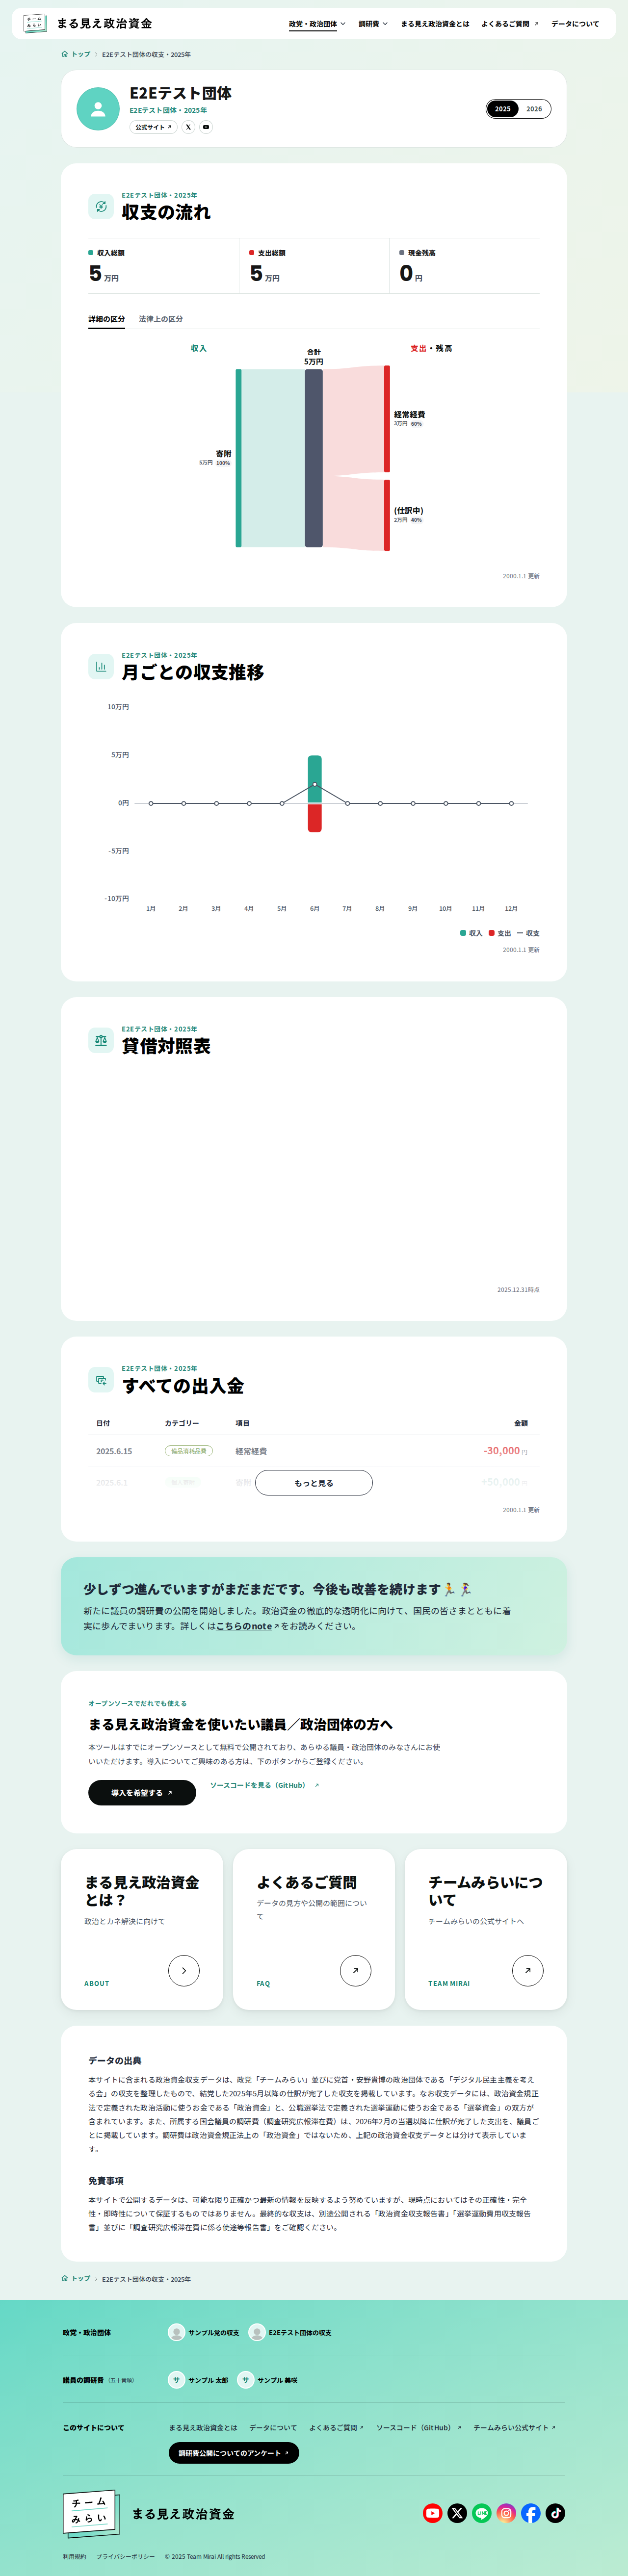 チーム
みらい
まる見え政治資金
政党・政治団体
調研費
まる見え政治資金とは
よくあるご質問
データについて
トップ
E2Eテスト団体の収支・2025年
E2Eテスト団体
E2Eテスト団体・2025年
公式サイト
2025
2026
E2Eテスト団体・2025年
収支の流れ
収入総額
5 万円
支出総額
5 万円
現金残高
0 円
詳細の区分
法律上の区分
収入
合計
5万円
支出・残高
寄附
5万円 100%
経常経費
3万円 60%
(仕訳中)
2万円 40%
2000.1.1 更新
E2Eテスト団体・2025年
月ごとの収支推移
10万円
5万円
0円
-5万円
-10万円
1月 2月 3月 4月 5月 6月 7月 8月 9月 10月 11月 12月
収入 支出 収支
2000.1.1 更新
E2Eテスト団体・2025年
貸借対照表
2025.12.31時点
E2Eテスト団体・2025年
すべての出入金
日付 カテゴリー 項目 金額
2025.6.15 備品消耗品費 経常経費 -30,000 円
2025.6.1 個人寄附 寄附 +50,000 円
もっと見る
2000.1.1 更新
少しずつ進んでいますがまだまだです。今後も改善を続けます🏃🏃‍♀️
新たに議員の調研費の公開を開始しました。政治資金の徹底的な透明化に向けて、国民の皆さまとともに着
実に歩んでまいります。詳しくはこちらのnoteをお読みください。
オープンソースでだれでも使える
まる見え政治資金を使いたい議員／政治団体の方へ
本ツールはすでにオープンソースとして無料で公開されており、あらゆる議員・政治団体のみなさんにお使
いいただけます。導入についてご興味のある方は、下のボタンからご登録ください。
導入を希望する
ソースコードを見る（GitHub）
まる見え政治資金
とは？
政治とカネ解決に向けて
ABOUT
よくあるご質問
データの見方や公開の範囲につい
て
FAQ
チームみらいにつ
いて
チームみらいの公式サイトへ
TEAM MIRAI
データの出典
本サイトに含まれる政治資金収支データは、政党「チームみらい」並びに党首・安野貴博の政治団体である「デジタル民主主義を考え
る会」の収支を整理したもので、結党した2025年5月以降の仕訳が完了した収支を掲載しています。なお収支データには、政治資金規正
法で定義された政治活動に使うお金である「政治資金」と、公職選挙法で定義された選挙運動に使うお金である「選挙資金」の双方が
含まれています。また、所属する国会議員の調研費（調査研究広報滞在費）は、2026年2月の当選以降に仕訳が完了した支出を、議員ご
とに掲載しています。調研費は政治資金規正法上の「政治資金」ではないため、上記の政治資金収支データとは分けて表示していま
す。
免責事項
本サイトで公開するデータは、可能な限り正確かつ最新の情報を反映するよう努めていますが、現時点においてはその正確性・完全
性・即時性について保証するものではありません。最終的な収支は、別途公開される「政治資金収支報告書」「選挙運動費用収支報告
書」並びに「調査研究広報滞在費に係る使途等報告書」をご確認ください。
トップ
E2Eテスト団体の収支・2025年
政党・政治団体
サンプル党の収支
E2Eテスト団体の収支
議員の調研費（五十音順）
サ サンプル 太郎
サ サンプル 美咲
このサイトについて
まる見え政治資金とは
データについて
よくあるご質問
ソースコード（GitHub）
チームみらい公式サイト
調研費公開についてのアンケート
チーム
みらい
まる見え政治資金
利用規約
プライバシーポリシー
© 2025 Team Mirai All rights Reserved